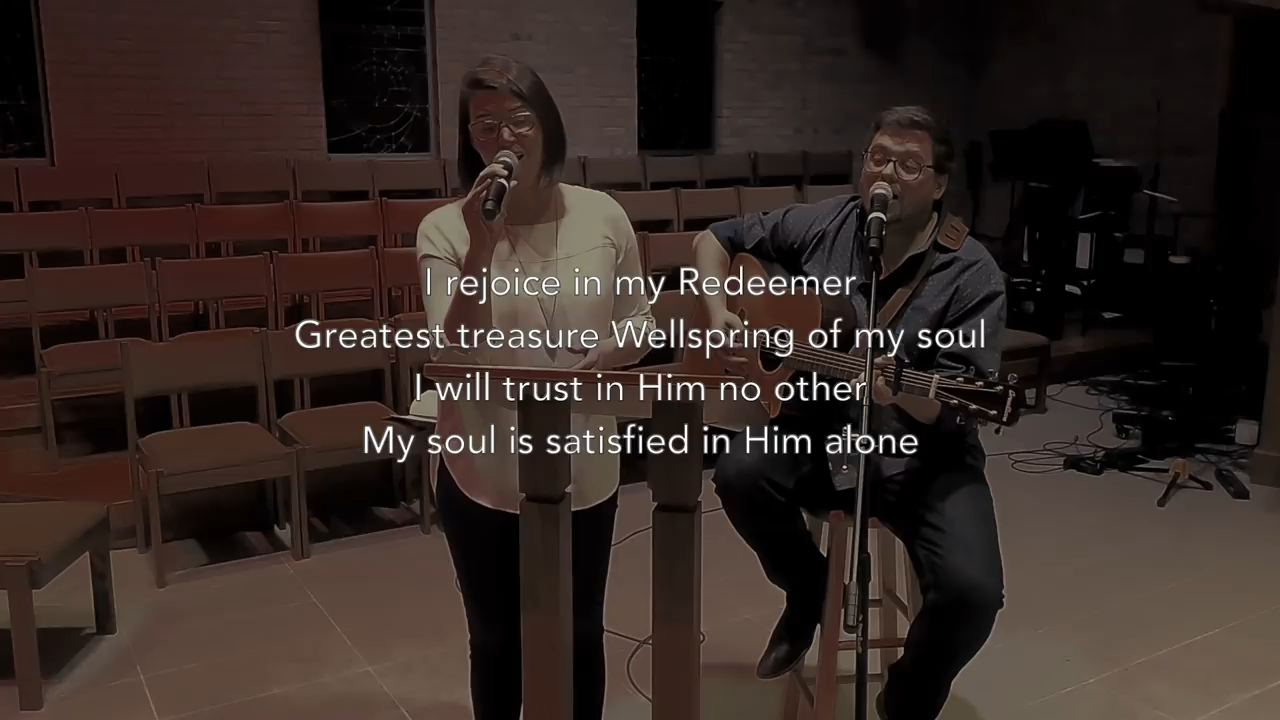 I rejoice in my Redeemer
Greatest treasure Wellspring of my soul
I will trust in Him no other
My soul is satisfied in Him alone